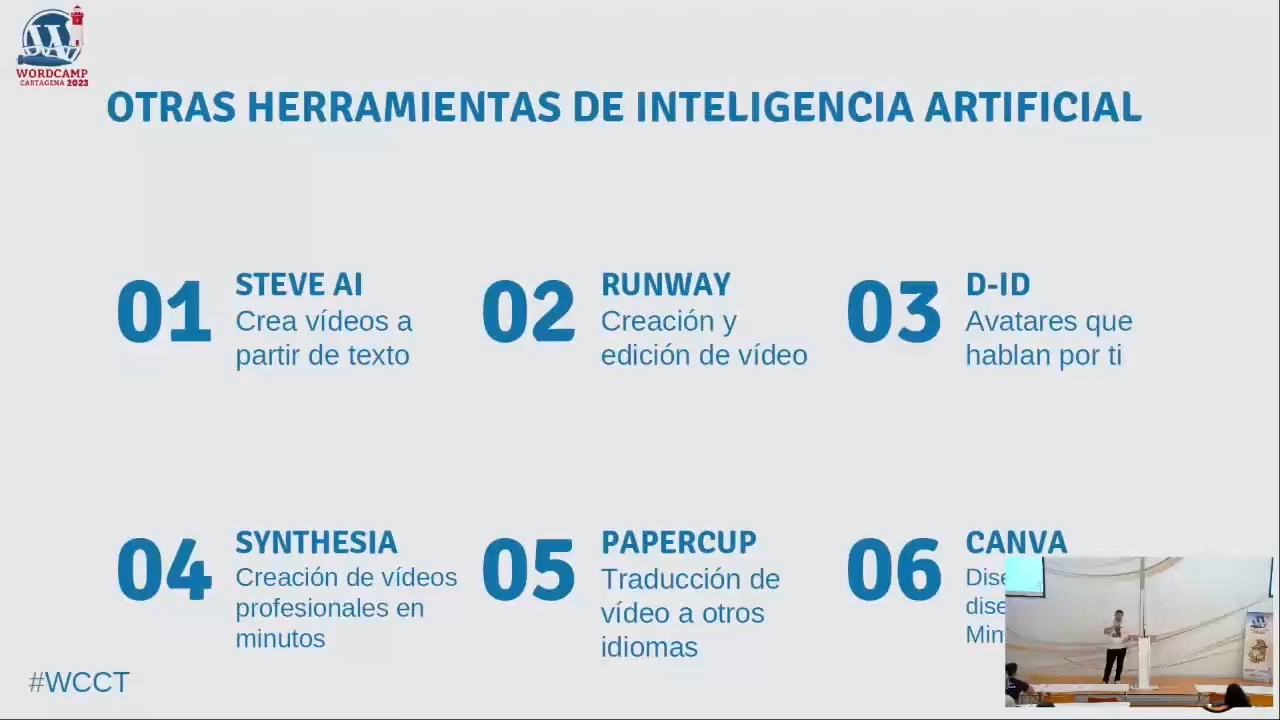 WORDCAMP
CARTAGENA 2023
OTRAS HERRAMIENTAS DE INTELIGENCIA ARTIFICIAL
01
STEVE AI
Crea vídeos a
partir de texto
02
RUNWAY
Creación y
edición de vídeo
03
D-ID
Avatares que
hablan por ti
04
SYNTHESIA
Creación de vídeos
profesionales en
minutos
05
PAPERCUP
Traducción de
vídeo a otros
idiomas
06
CANVA
#WCCT